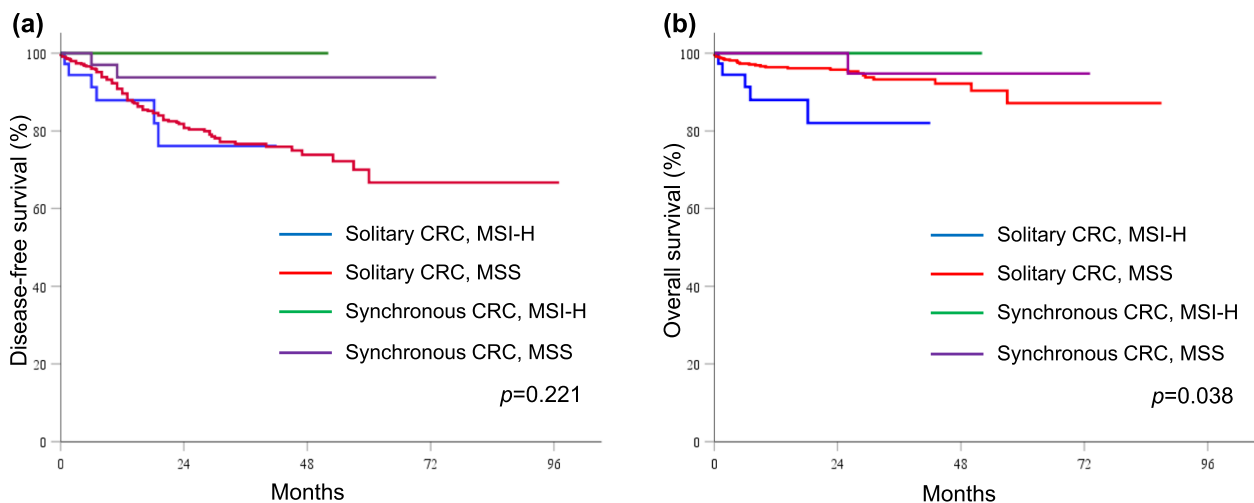 (a)
Disease-free survival (%)
100
80
60
40
20
0
0 24 48 72 96
Months
Solitary CRC, MSI-H
Solitary CRC, MSS
Synchronous CRC, MSI-H
Synchronous CRC, MSS
p=0.221
(b)
Overall survival (%)
100
80
60
40
20
0
0 24 48 72 96
Months
Solitary CRC, MSI-H
Solitary CRC, MSS
Synchronous CRC, MSI-H
Synchronous CRC, MSS
p=0.038